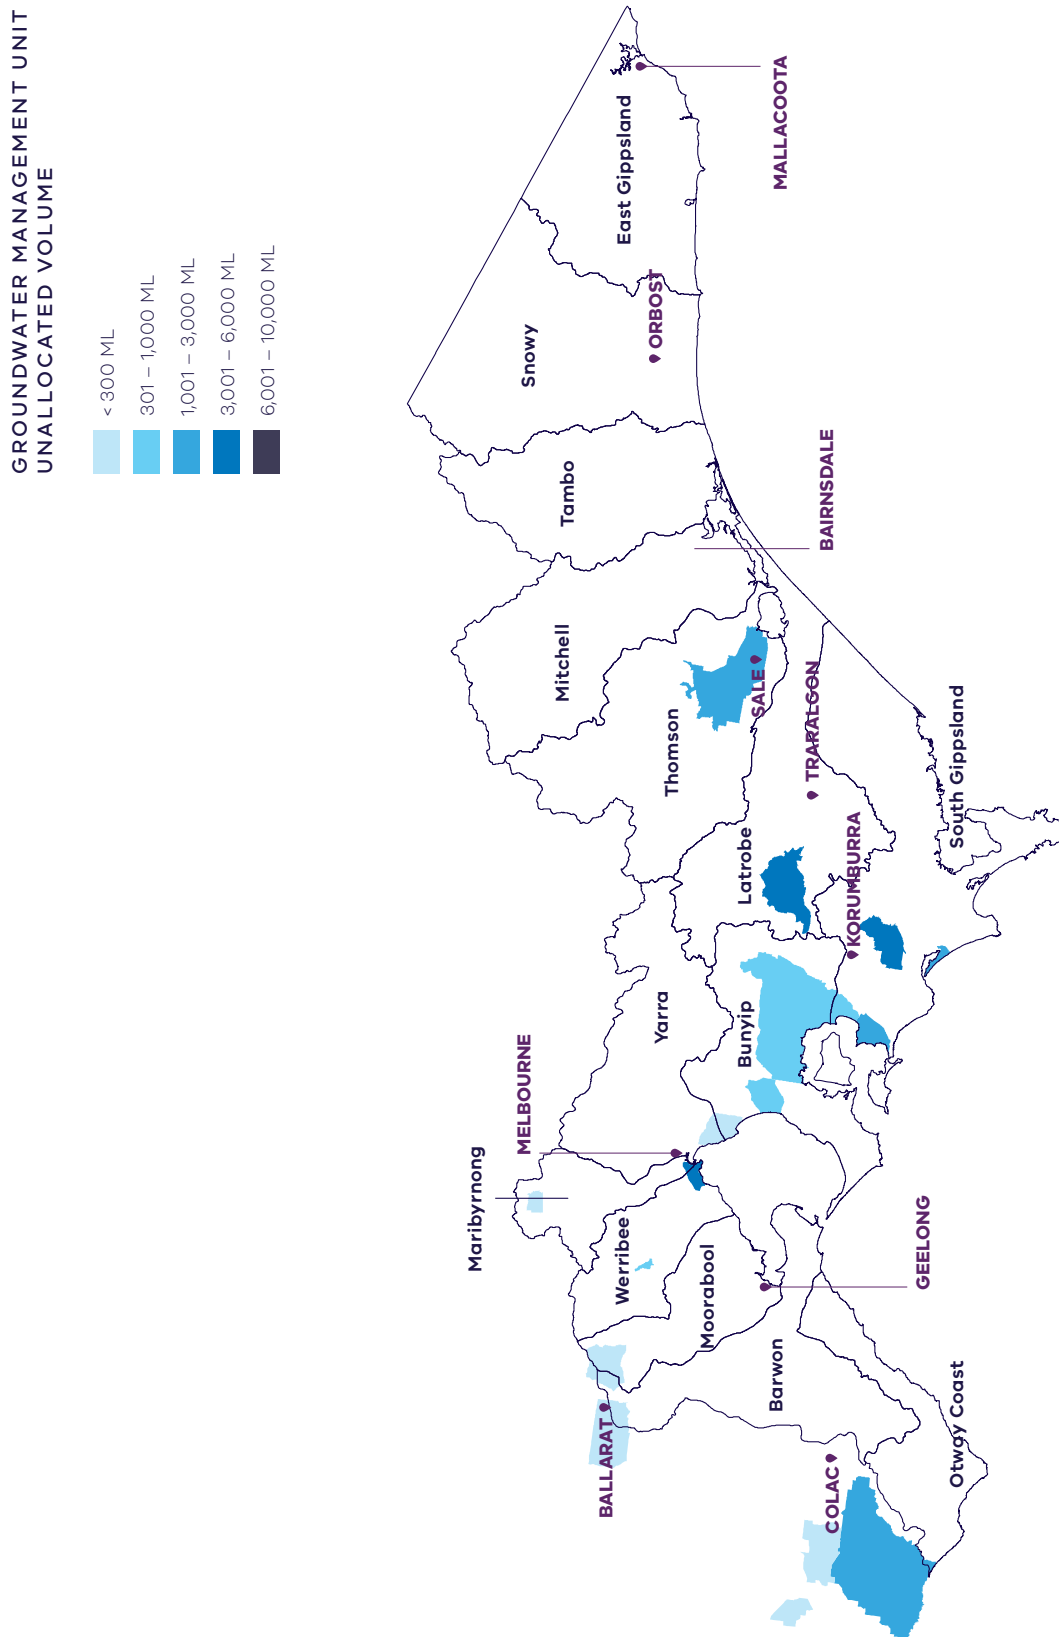 GROUNDWATER MANAGEMENT UNIT
UNALLOCATED VOLUME
< 300 ML
301 – 1,000 ML
1,001 – 3,000 ML
3,001 – 6,000 ML
6,001 – 10,000 ML
Maribyrnong
MELBOURNE
Mitchell
Tambo
Snowy
East Gippsland
BALLARAT
Werribee
Yarra
Thomson
ORBOST
Moorabool
Bunyip
Latrobe
SALE
MALLACOOTA
Barwon
COLAC
GEELONG
KORUMBURRA
TRARALGON
BAIRNSDALE
Otway Coast
South Gippsland